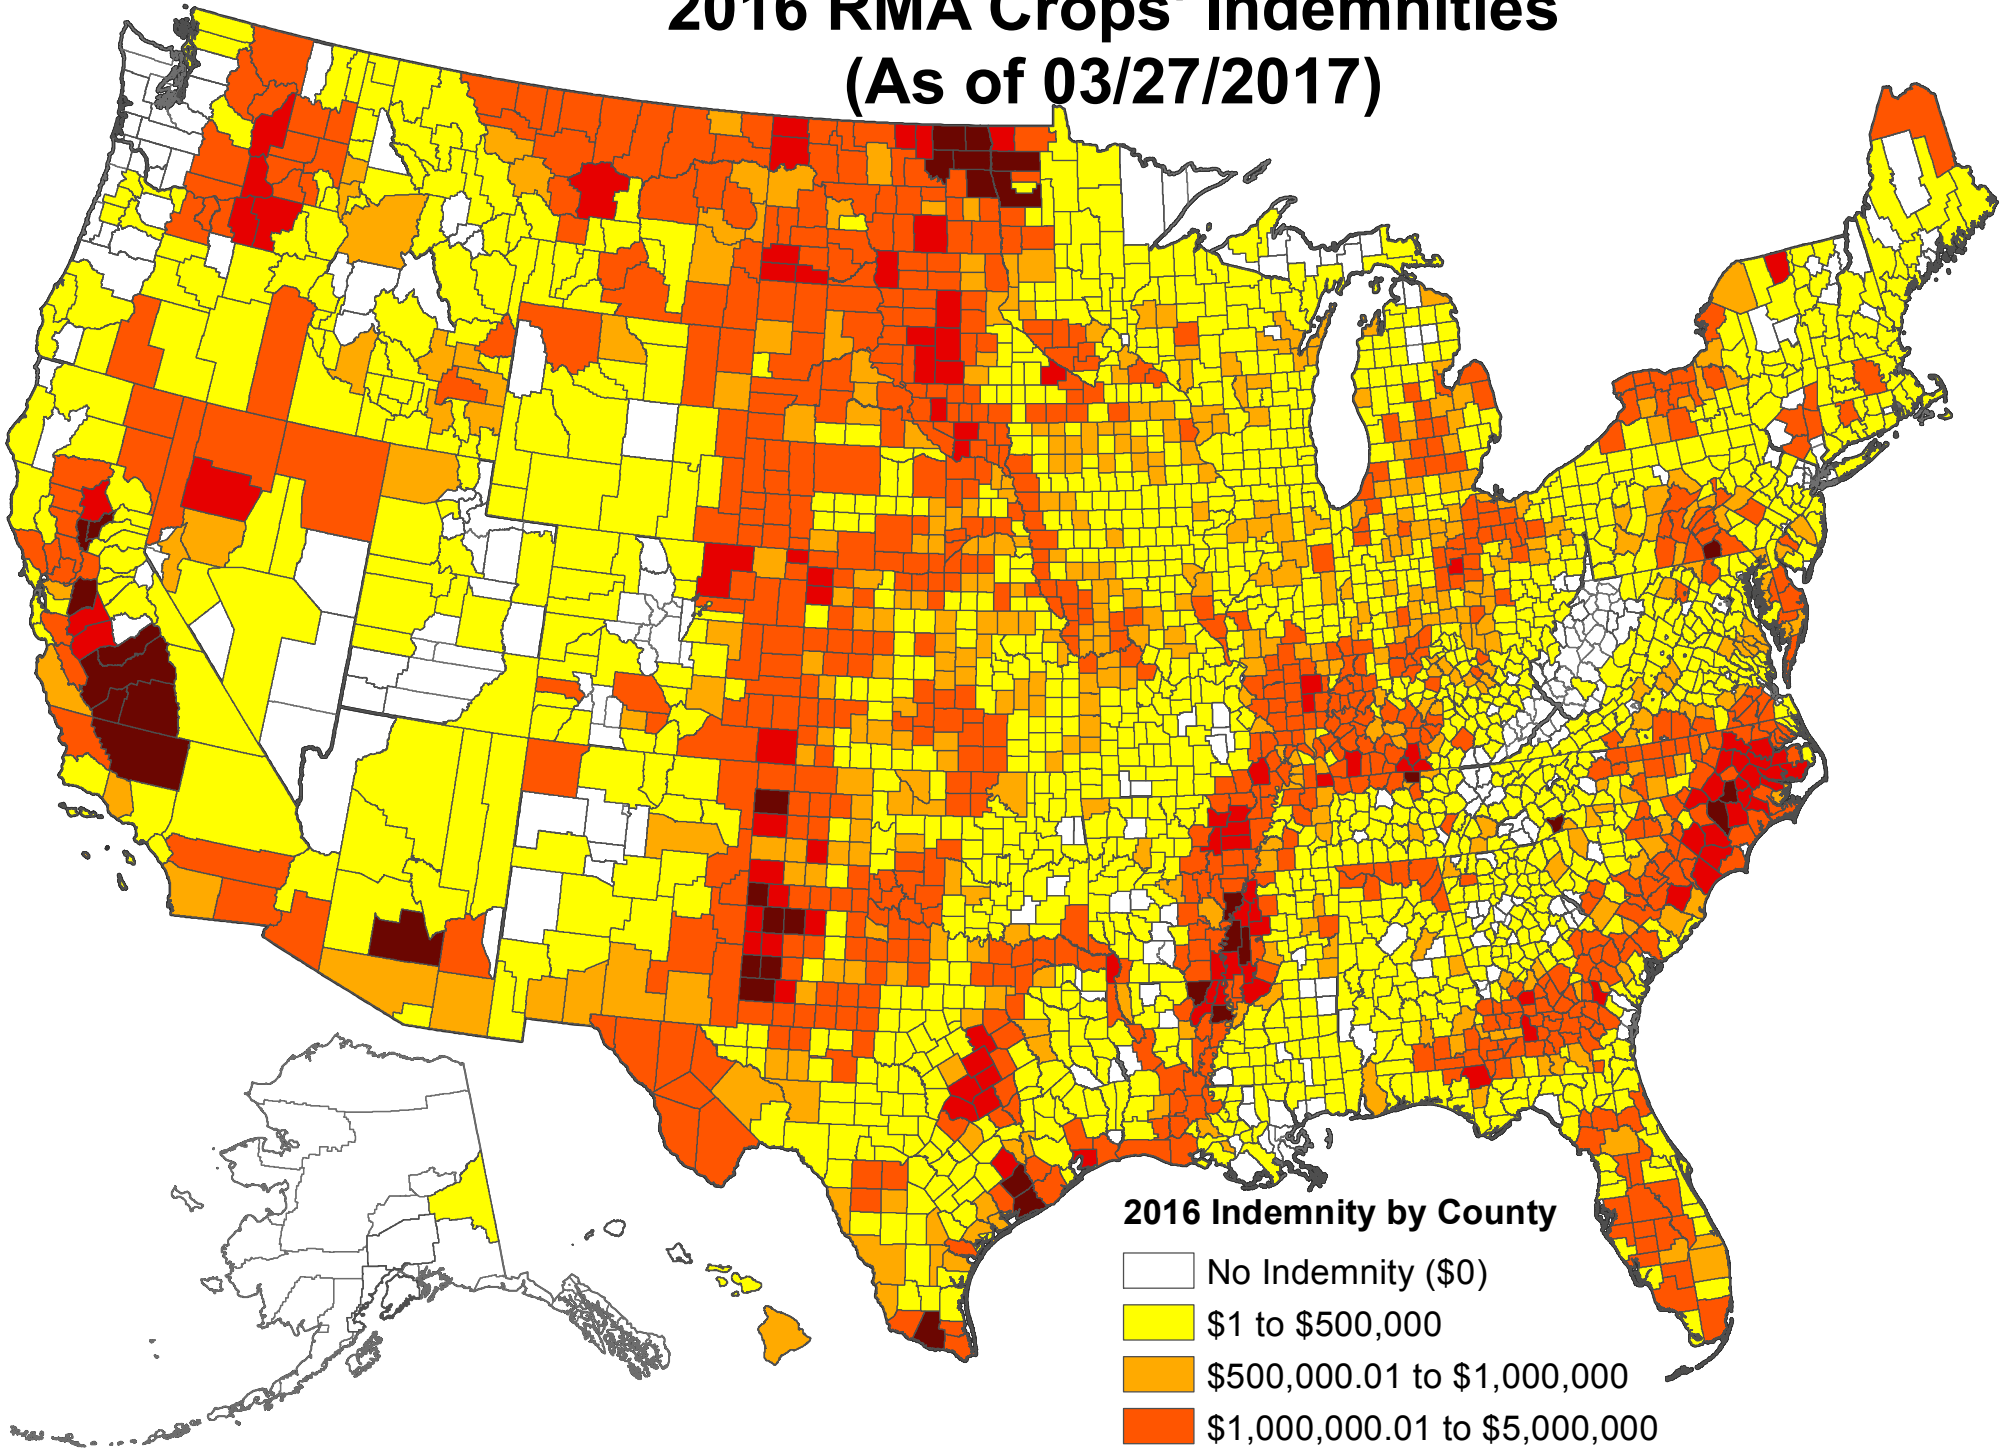 2016 RMA Crops' Indemnities
(As of 03/27/2017)
2016 Indemnity by County
No Indemnity ($0)
$1 to $500,000
$500,000.01 to $1,000,000
$1,000,000.01 to $5,000,000